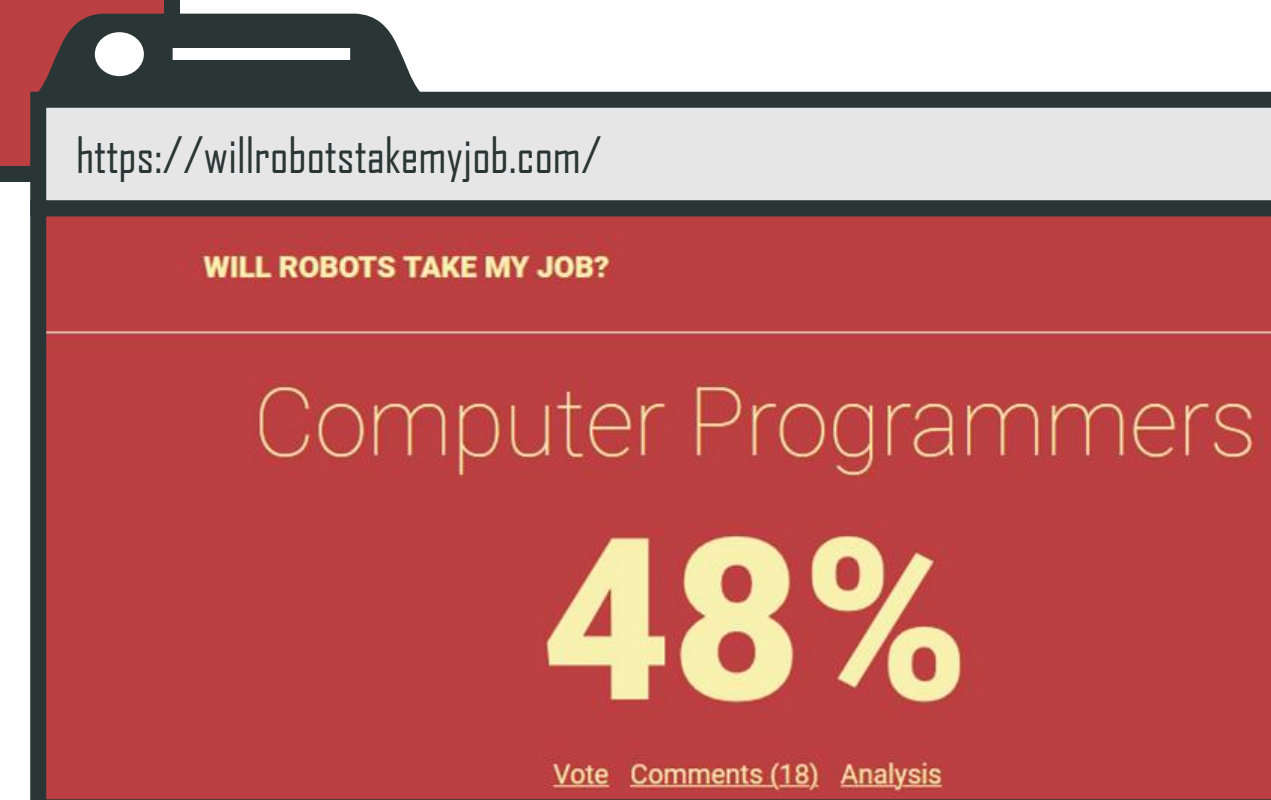 https://willrobotstakemyjob.com/
WILL ROBOTS TAKE MY JOB?
Computer Programmers
48%
Vote Comments (18) Analysis